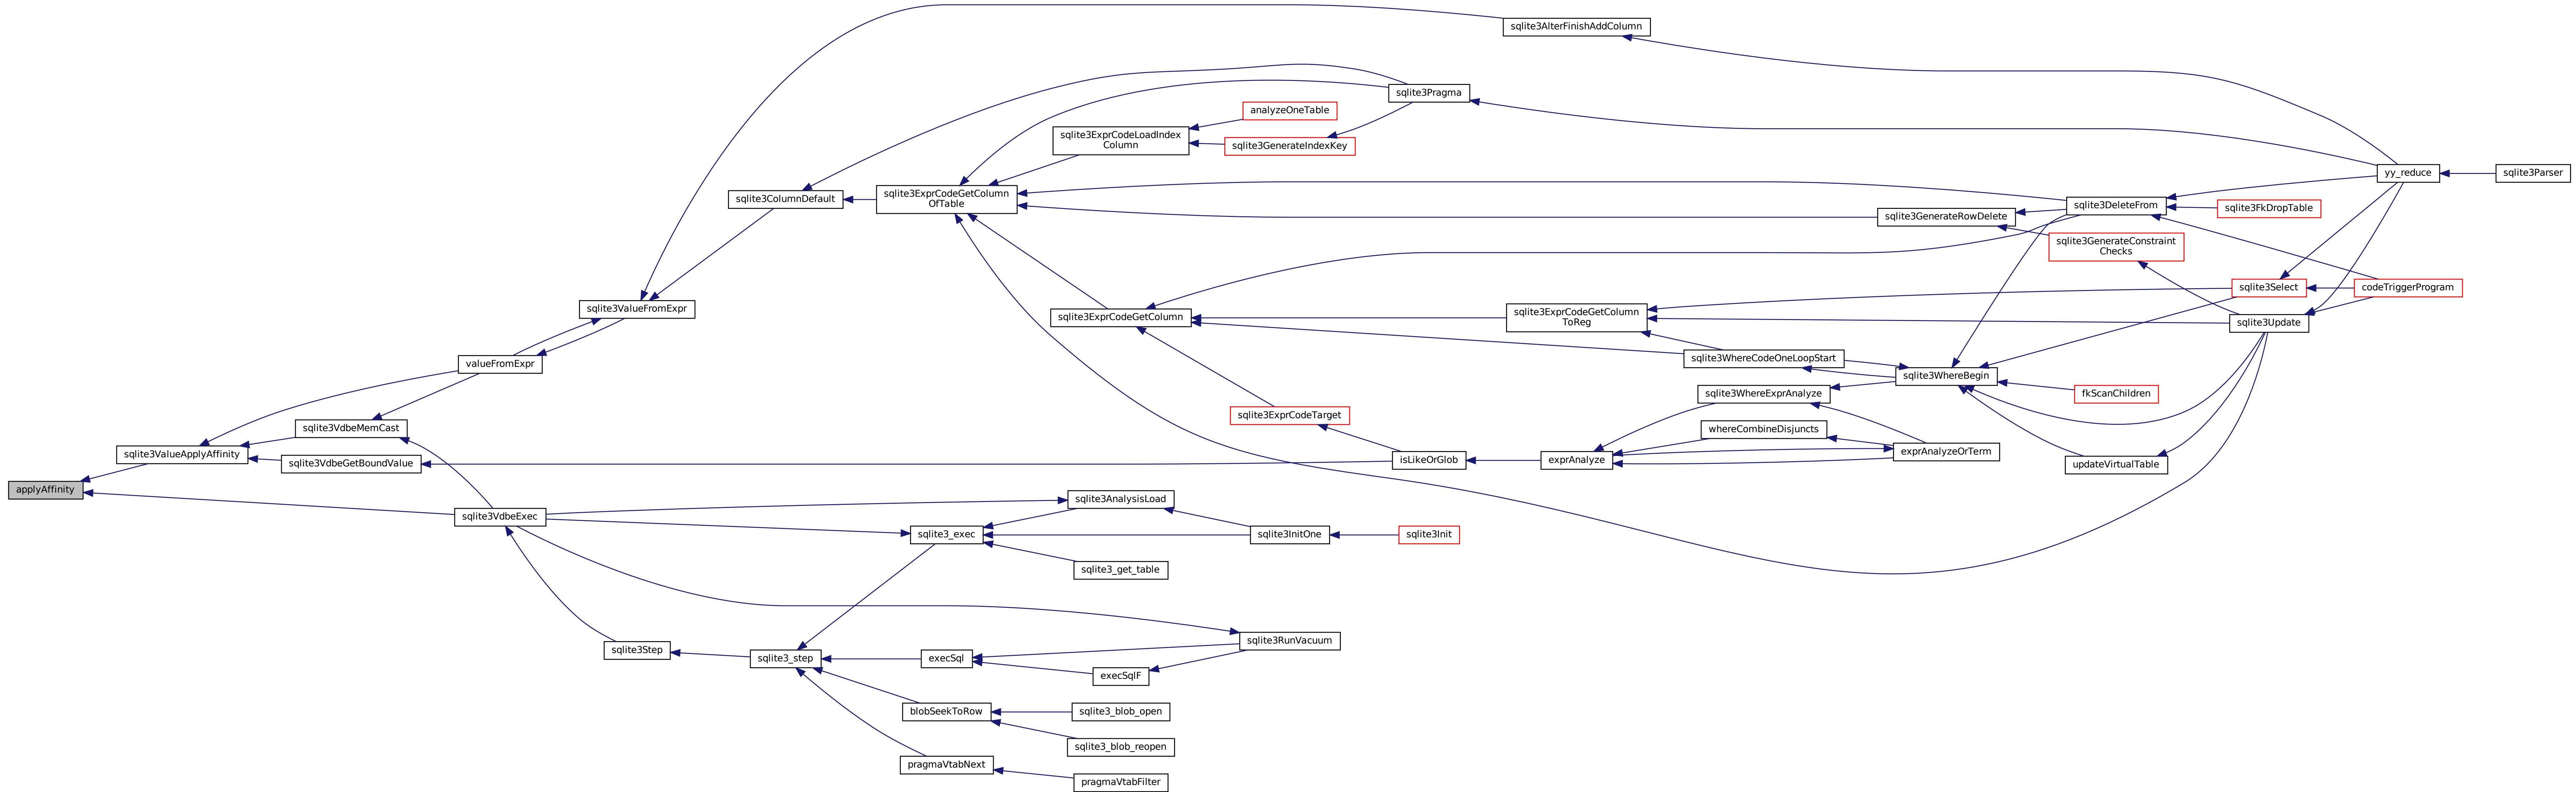 sqlite3AlterFinishAddColumn
sqlite3Pragma
analyzeOneTable
sqlite3ExprCodeLoadIndex
Column
sqlite3GenerateIndexKey
yy_reduce
sqlite3Parser
sqlite3ColumnDefault
sqlite3ExprCodeGetColumn
OfTable
sqlite3DeleteFrom
sqlite3FkDropTable
sqlite3GenerateRowDelete
sqlite3GenerateConstraint
Checks
sqlite3Select
codeTriggerProgram
sqlite3ValueFromExpr
sqlite3ExprCodeGetColumn
sqlite3ExprCodeGetColumn
ToReg
sqlite3Update
sqlite3WhereCodeOneLoopStart
valueFromExpr
sqlite3WhereBegin
sqlite3WhereExprAnalyze
fkScanChildren
sqlite3ExprCodeTarget
sqlite3VdbeMemCast
whereCombineDisjuncts
sqlite3ValueApplyAffinity
exprAnalyzeOrTerm
sqlite3VdbeGetBoundValue
isLikeOrGlob
exprAnalyze
updateVirtualTable
applyAffinity
sqlite3AnalysisLoad
sqlite3VdbeExec
sqlite3_exec
sqlite3InitOne
sqlite3Init
sqlite3_get_table
sqlite3RunVacuum
sqlite3Step
sqlite3_step
execSql
execSqlF
blobSeekToRow
sqlite3_blob_open
sqlite3_blob_reopen
pragmaVtabNext
pragmaVtabFilter